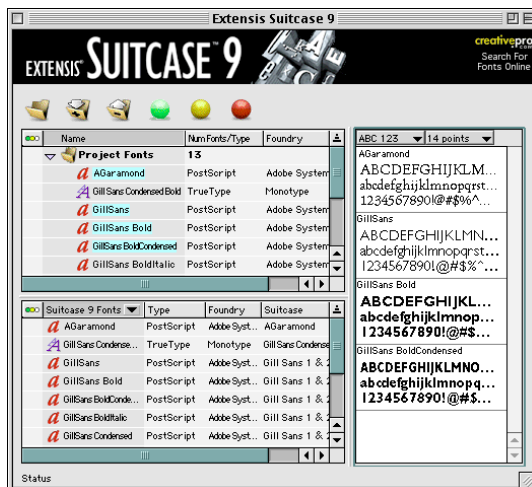 Extensis Suitcase 9
EXTENSIS® SUITCASE™ 9
creativepro.com
Search For
Fonts Online
Name Num Fonts/Type Foundry
Project Fonts 13
AGaramond PostScript Adobe System
Gill Sans Condensed Bold TrueType Monotype
GillSans PostScript Adobe System
GillSans Bold PostScript Adobe System
GillSans BoldCondensed PostScript Adobe System
GillSans BoldItalic PostScript Adobe System
Suitcase 9 Fonts Type Foundry Suitcase
AGaramond PostScript Adobe Syst... AGaramond
Gill Sans Condense... TrueType Monotype Gill Sans Condense
GillSans PostScript Adobe Syst... Gill Sans 1 & 2
GillSans Bold PostScript Adobe Syst... Gill Sans 1 & 2
GillSans BoldConde... PostScript Adobe Syst... Gill Sans 1 & 2
GillSans BoldItalic PostScript Adobe Syst... Gill Sans 1 & 2
GillSans Condensed PostScript Adobe Syst... Gill Sans 1 & 2
Status
ABC 123 14 points
AGaramond
ABCDEFGHIJKLM...
abcdefghijklmnopqrst...
1234567890!@#$%^...
GillSans
ABCDEFGHIJKLMN...
abcdefghijklmnopqrst...
1234567890!@#$%^...
GillSans Bold
ABCDEFGHIJKL...
abcdefghijklmno...
1234567890!@#...
GillSans BoldCondensed
ABCDEFGHIJKLMNO...
abcdefghijklmnopq...
1234567890!@#$...